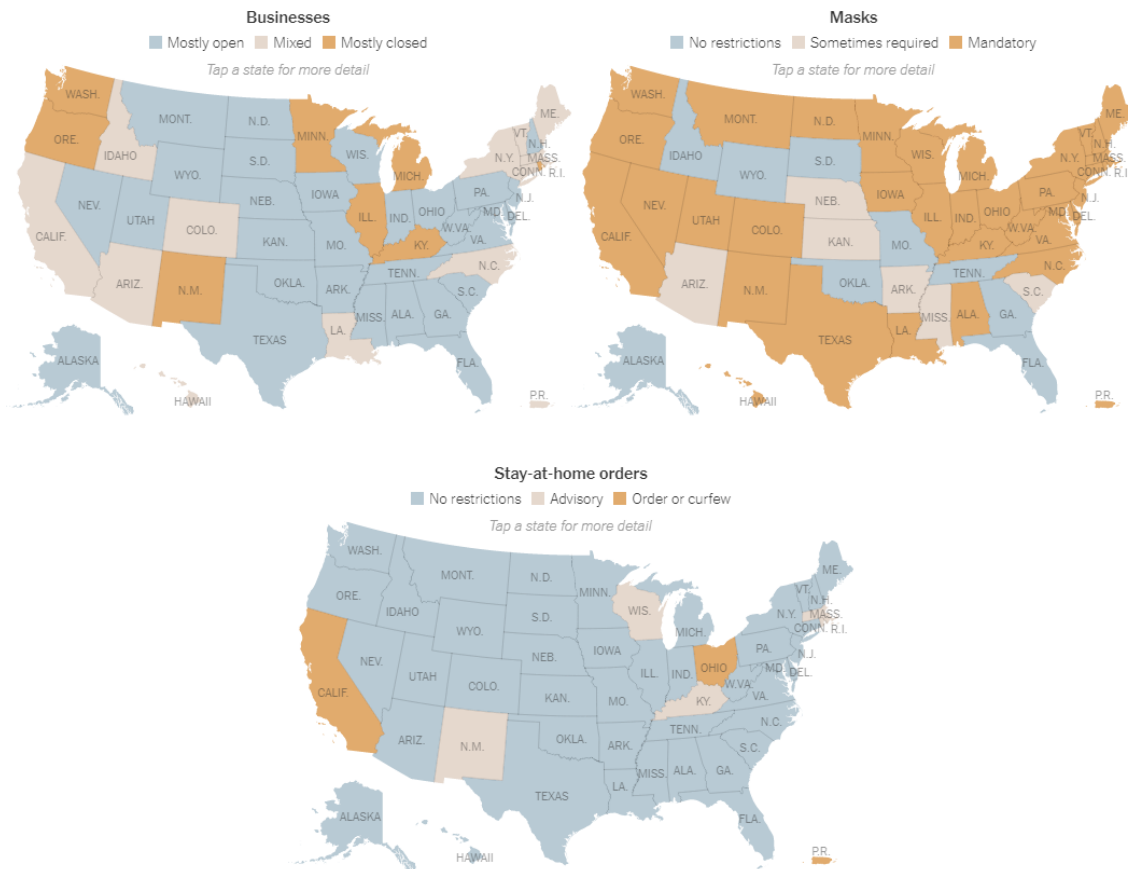 Businesses
Mostly open Mixed Mostly closed
Tap a state for more detail
WASH.
MONT.
N.D.
MINN.
ME.
VT.
N.H.
ORE.
IDAHO
S.D.
WIS.
MICH.
N.Y.
MASS.
CONN. R.I.
WYO.
IOWA
PA.
N.J.
NEV.
NEB.
ILL.
IND.
OHIO
MD. DEL.
UTAH
COLO.
W.VA.
VA.
CALIF.
KAN.
MO.
KY.
N.C.
TENN.
ARIZ.
N.M.
OKLA.
ARK.
S.C.
MISS.
ALA.
GA.
LA.
TEXAS
FLA.
ALASKA
HAWAII
P.R.
Masks
No restrictions Sometimes required Mandatory
Tap a state for more detail
WASH.
MONT.
N.D.
MINN.
ME.
VT.
N.H.
ORE.
IDAHO
S.D.
WIS.
MICH.
N.Y.
MASS.
CONN. R.I.
WYO.
IOWA
PA.
N.J.
NEV.
NEB.
ILL.
IND.
OHIO
MD. DEL.
UTAH
COLO.
W.VA.
VA.
CALIF.
KAN.
MO.
KY.
N.C.
TENN.
ARIZ.
N.M.
OKLA.
ARK.
S.C.
MISS.
ALA.
GA.
LA.
TEXAS
FLA.
ALASKA
HAWAII
P.R.
Stay-at-home orders
No restrictions Advisory Order or curfew
Tap a state for more detail
WASH.
MONT.
N.D.
MINN.
ME.
VT.
N.H.
ORE.
IDAHO
S.D.
WIS.
MICH.
N.Y.
MASS.
CONN. R.I.
WYO.
IOWA
PA.
N.J.
NEV.
NEB.
ILL.
IND.
OHIO
MD. DEL.
UTAH
COLO.
W.VA.
VA.
CALIF.
KAN.
MO.
KY.
N.C.
TENN.
ARIZ.
N.M.
OKLA.
ARK.
S.C.
MISS.
ALA.
GA.
LA.
TEXAS
FLA.
ALASKA
HAWAII
P.R.